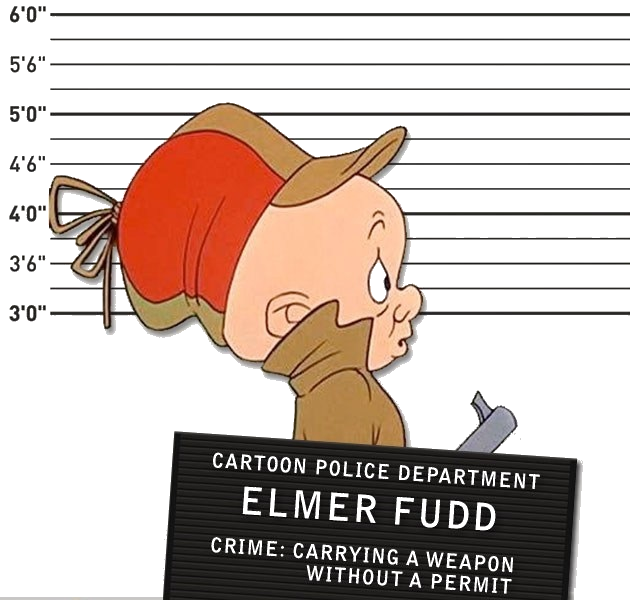 6'0"
5'6"
5'0"
4'6"
4'0"
3'6"
3'0"
CARTOON POLICE DEPARTMENT
ELMER FUDD
CRIME: CARRYING A WEAPON
WITHOUT A PERMIT